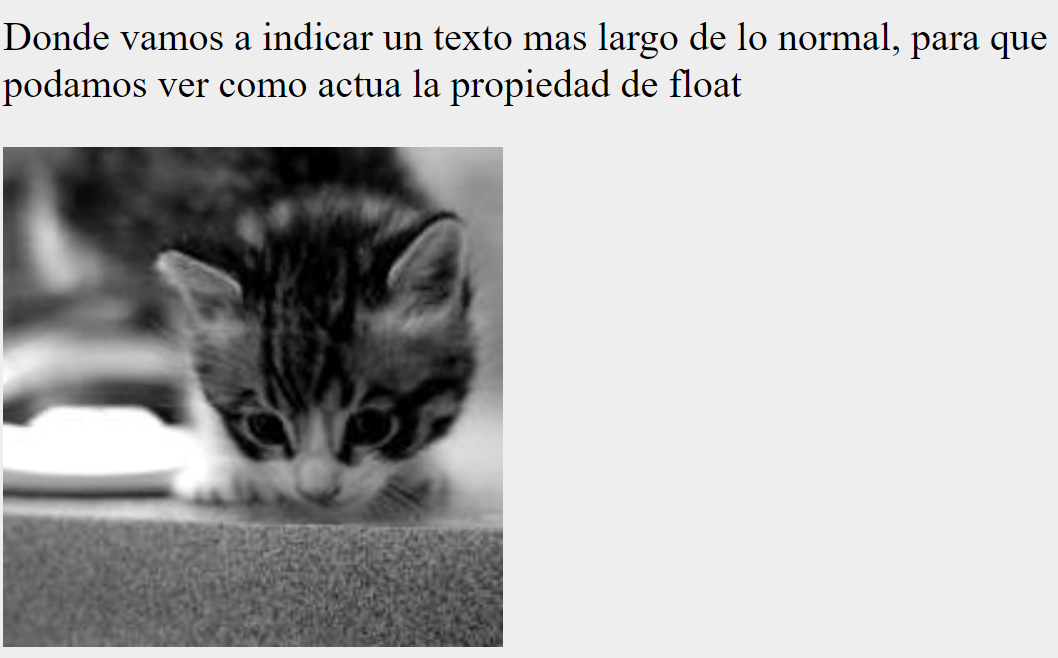 Donde vamos a indicar un texto mas largo de lo normal, para que
podamos ver como actua la propiedad de float